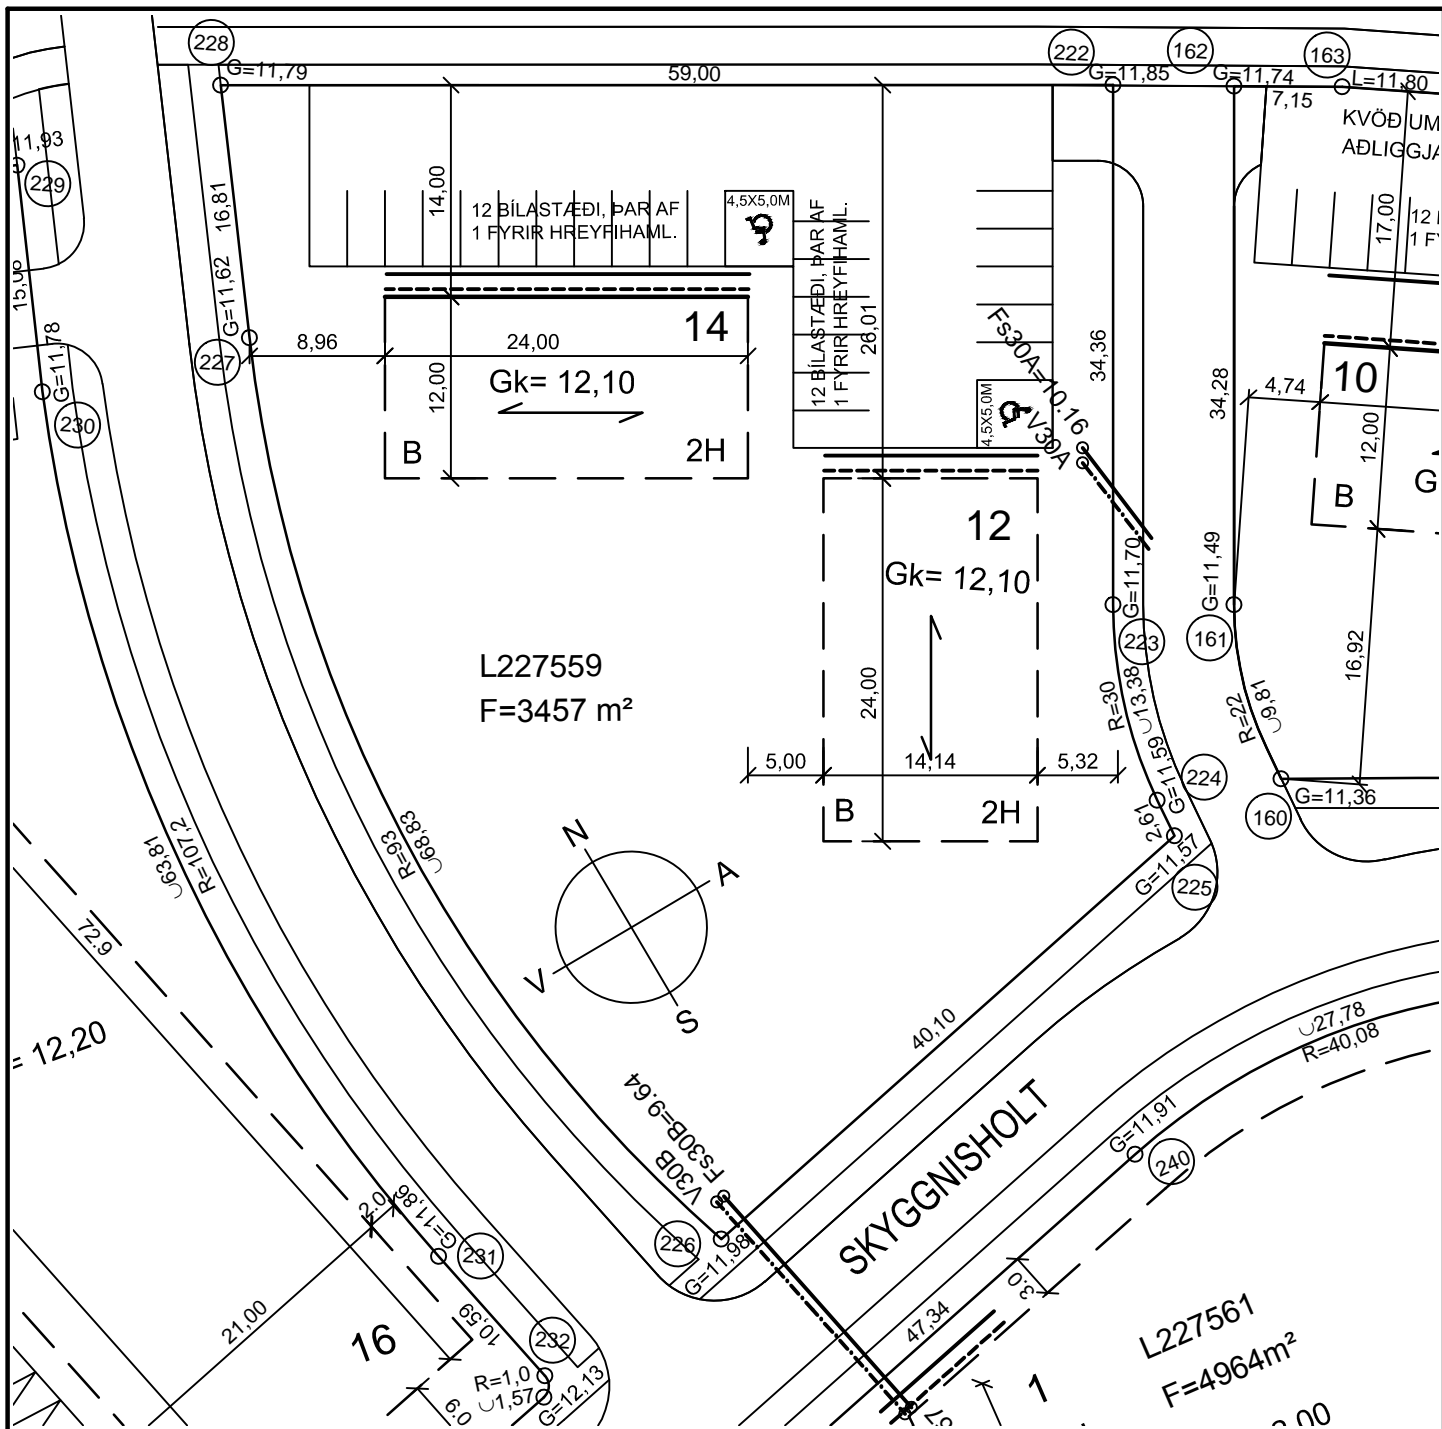 228
G=11,79
59,00
222
G=11,85
162
G=11,74
163
L=11,80
7,15
KVÖÐ UM
11,93
229
14,00
16,81
12 BÍLASTÆÐI, ÞAR AF
1 FYRIR HREYFIHAML.
4,5X5,0M
12 BÍLASTÆÐI, ÞAR AF
1 FYRIR HREYFIHAML.
26,01
17,00
G=11,62
227
8,96
24,00
14
Gk= 12,10
12,00
B
2H
G=11,78
230
4,5X5,0M
Fs30A=10.16
V30A
34,36
34,28
4,74
10
12,00
B
G
12
Gk= 12,10
G=11,70
G=11,49
223
161
L227559
F=3457 m²
24,00
16,92
R=30
◡13,38
R=22
◡9,81
5,00
14,14
5,32
G=11,59
224
G=11,36
160
B
2H
2,61
G=11,57
225
◡63,81
R=107,2
R=93
◡68,83
N
A
V
S
72.9
= 12,20
40,10
◡27,78
R=40,08
V30B
Fs30B=9.64
SKYGGNISHOLT
G=11,91
240
2.0
G=11,86
231
226
G=11,98
3.0
21,00
16
10,59
232
R=1,0
◡1,57
G=12,13
47,34
L227561
F=4964m²
1